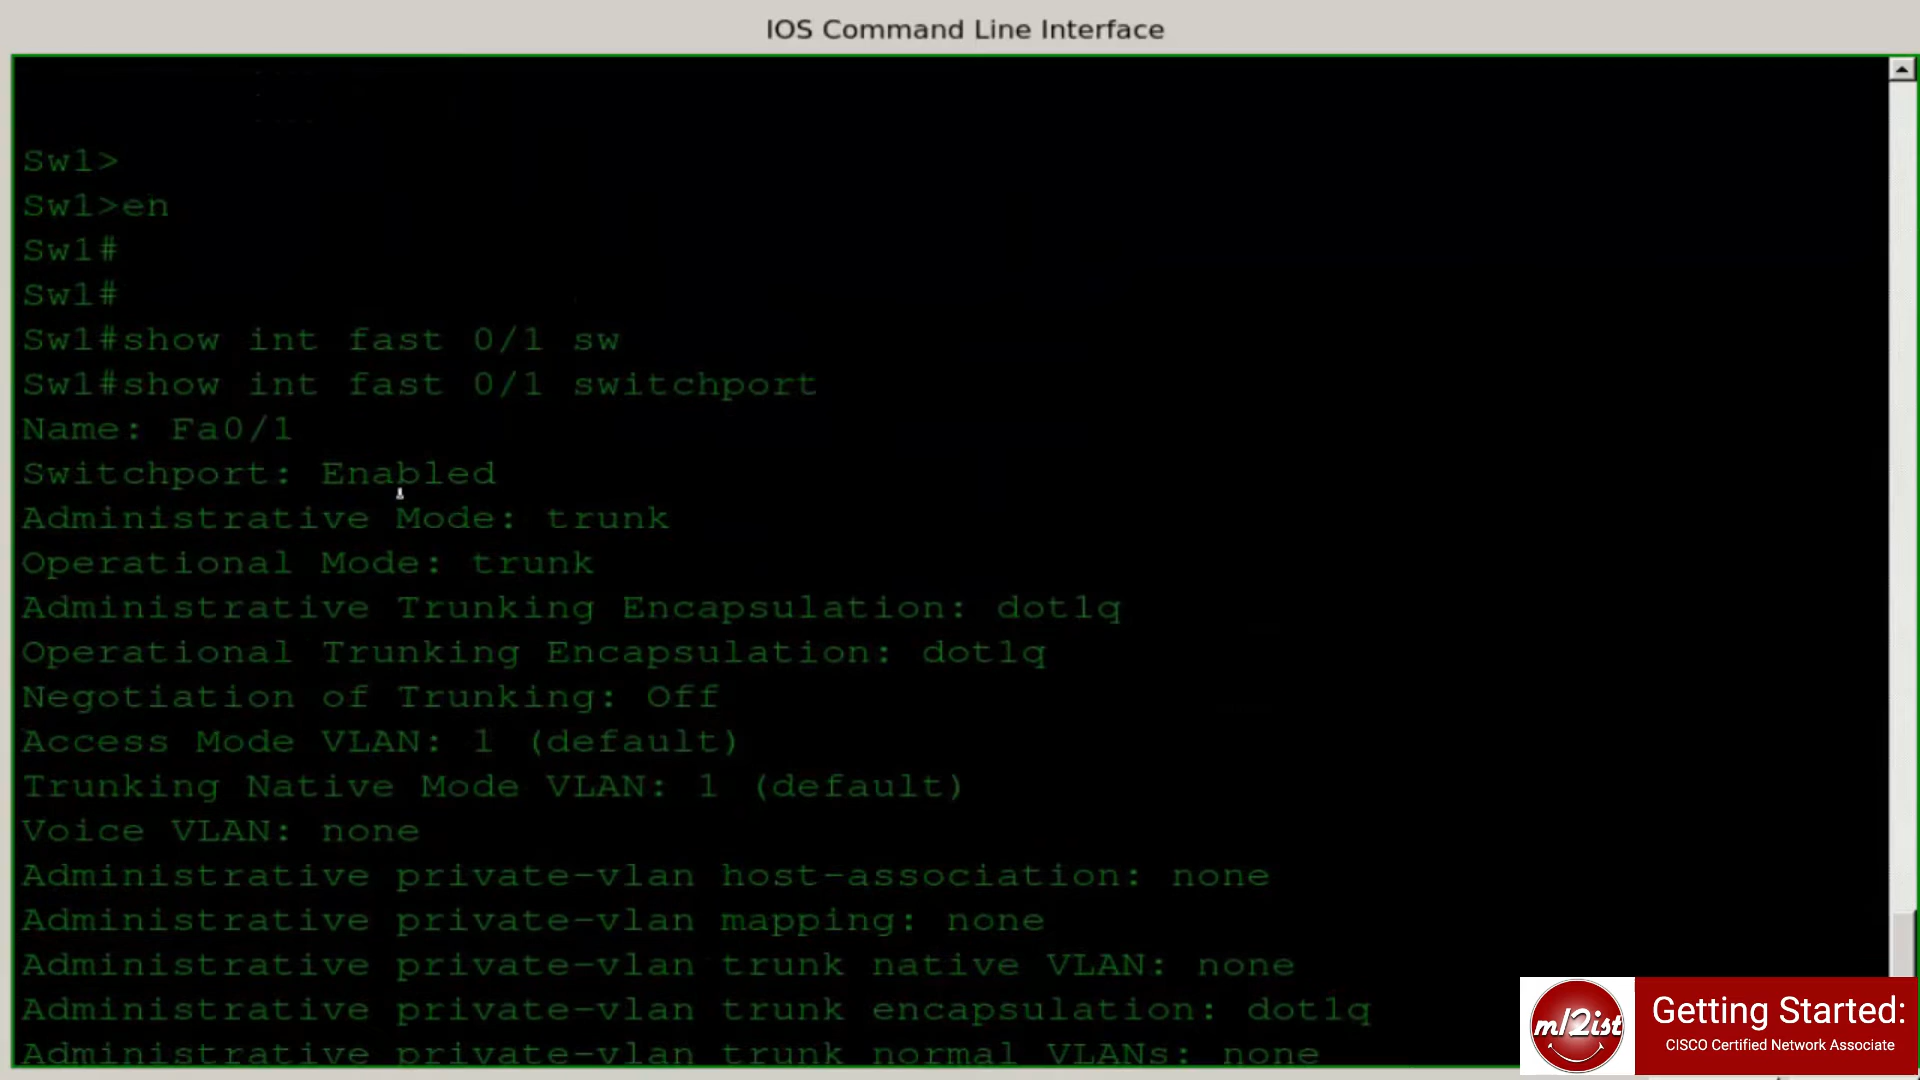 IOS Command Line Interface
Sw1>
Sw1>en
Sw1#
Sw1#
Sw1#show int fast 0/1 sw
Sw1#show int fast 0/1 switchport
Name: Fa0/1
Switchport: Enabled
Administrative Mode: trunk
Operational Mode: trunk
Administrative Trunking Encapsulation: dot1q
Operational Trunking Encapsulation: dot1q
Negotiation of Trunking: Off
Access Mode VLAN: 1 (default)
Trunking Native Mode VLAN: 1 (default)
Voice VLAN: none
Administrative private-vlan host-association: none
Administrative private-vlan mapping: none
Administrative private-vlan trunk native VLAN: none
Administrative private-vlan trunk encapsulation: dot1q
Administrative private-vlan trunk normal VLANs: none
ml2ist
Getting Started:
CISCO Certified Network Associate